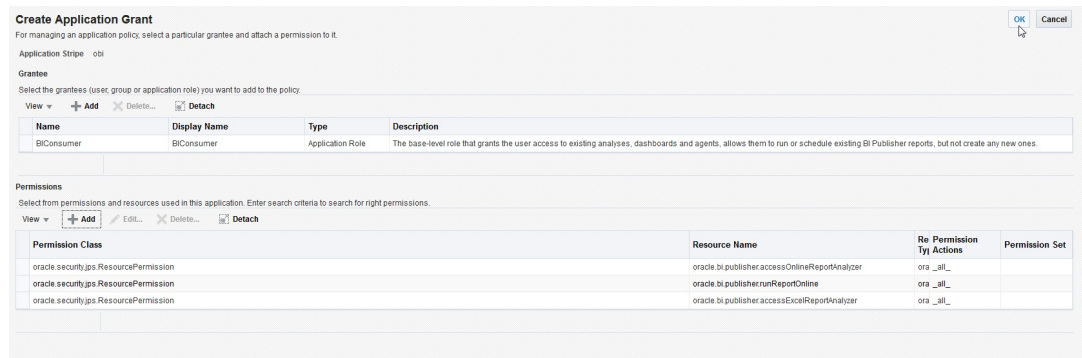 Create Application Grant
OK Cancel
For managing an application policy, select a particular grantee and attach a permission to it.
Application Stripe obi
Grantee
Select the grantees (user, group or application role) you want to add to the policy.
View Add Delete... Detach
Name Display Name Type Description
BIConsumer BIConsumer Application Role The base-level role that grants the user access to existing analyses, dashboards and agents, allows them to run or schedule existing BI Publisher reports, but not create any new ones.
Permissions
Select from permissions and resources used in this application. Enter search criteria to search for right permissions.
View Add Edit... Delete... Detach
Permission Class Resource Name Re Typ Permission Actions Permission Set
oracle.security.jps.ResourcePermission oracle.bi.publisher.accessOnlineReportAnalyzer ora _all_
oracle.security.jps.ResourcePermission oracle.bi.publisher.runReportOnline ora _all_
oracle.security.jps.ResourcePermission oracle.bi.publisher.accessExcelReportAnalyzer ora _all_